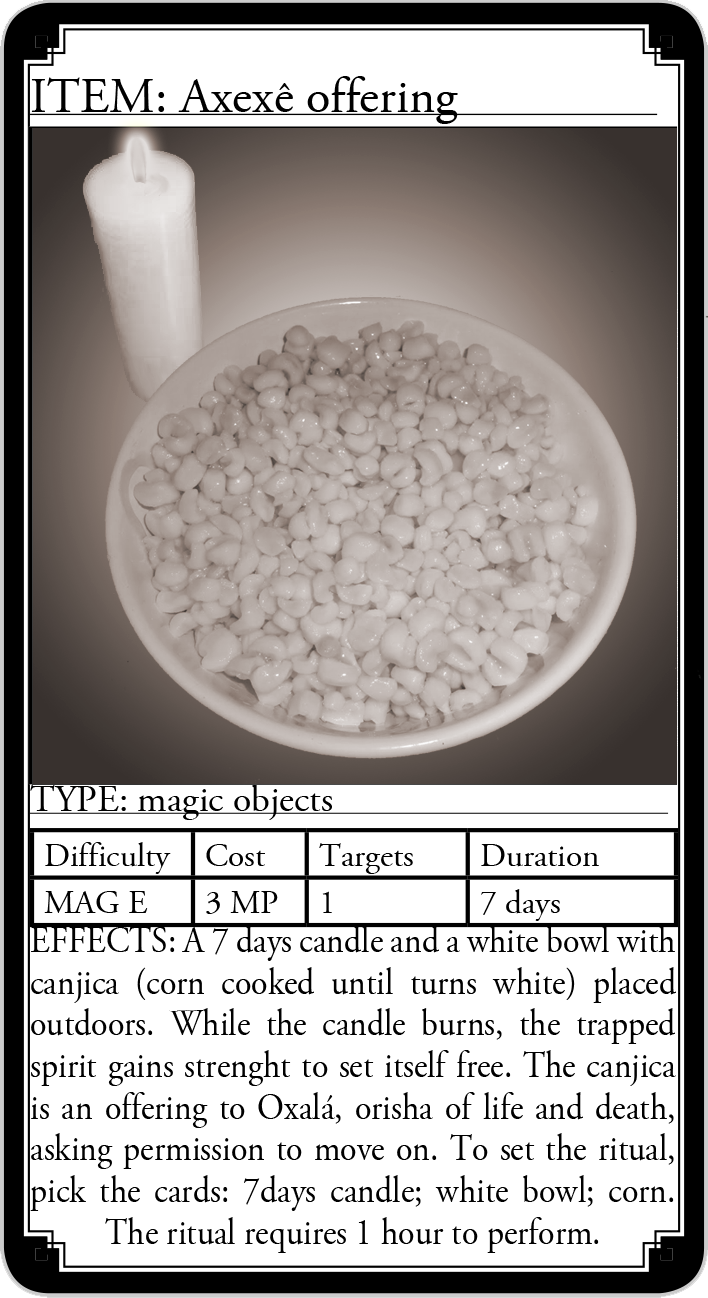 ITEM: Axexê offering
TYPE: magic objects
Difficulty Cost Targets Duration
MAG E 3 MP 1 7 days
EFFECTS: A 7 days candle and a white bowl with
canjica (corn cooked until turns white) placed
outdoors. While the candle burns, the trapped
spirit gains strenght to set itself free. The canjica
is an offering to Oxalá, orisha of life and death,
asking permission to move on. To set the ritual,
pick the cards: 7days candle; white bowl; corn.
The ritual requires 1 hour to perform.